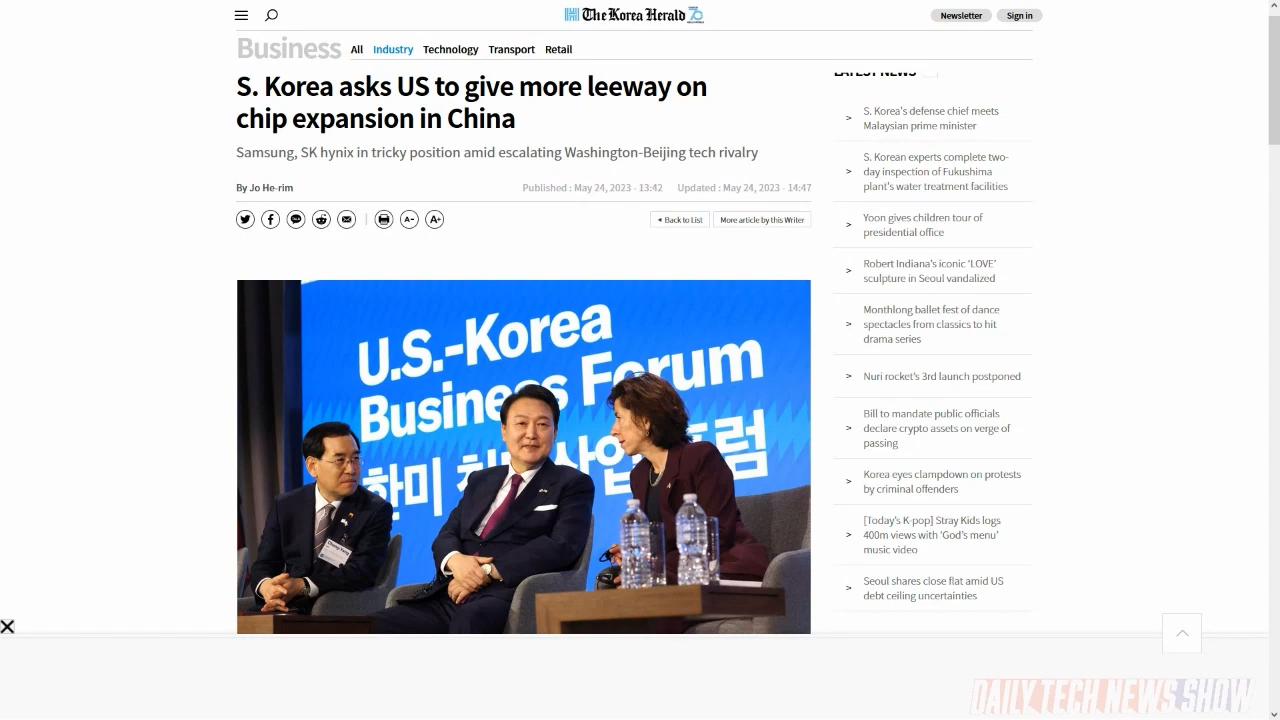 The Korea Herald
70
Newsletter
Sign in
Business
All
Industry
Technology
Transport
Retail
S. Korea asks US to give more leeway on
chip expansion in China
Samsung, SK hynix in tricky position amid escalating Washington-Beijing tech rivalry
By Jo He-rim
Published : May 24, 2023 - 13:42
Updated : May 24, 2023 - 14:47
A-
A+
Back to List
More article by this Writer
U.S.-Korea
Business Forum
한미
LATEST NEWS
> S. Korea's defense chief meets
Malaysian prime minister
> S. Korean experts complete two-
day inspection of Fukushima
plant's water treatment facilities
> Yoon gives children tour of
presidential office
> Robert Indiana's iconic ‘LOVE’
sculpture in Seoul vandalized
> Monthlong ballet fest of dance
spectacles from classics to hit
drama series
> Nuri rocket's 3rd launch postponed
> Bill to mandate public officials
declare crypto assets on verge of
passing
> Korea eyes clampdown on protests
by criminal offenders
> [Today’s K-pop] Stray Kids logs
400m views with ‘God’s menu’
music video
> Seoul shares close flat amid US
debt ceiling uncertainties
DAILY TECH NEWS SHOW